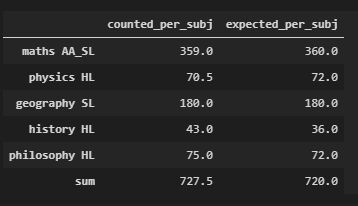 counted_per_subj expected_per_subj
maths AA_SL 359.0 360.0
physics HL 70.5 72.0
geography SL 180.0 180.0
history HL 43.0 36.0
philosophy HL 75.0 72.0
sum 727.5 720.0